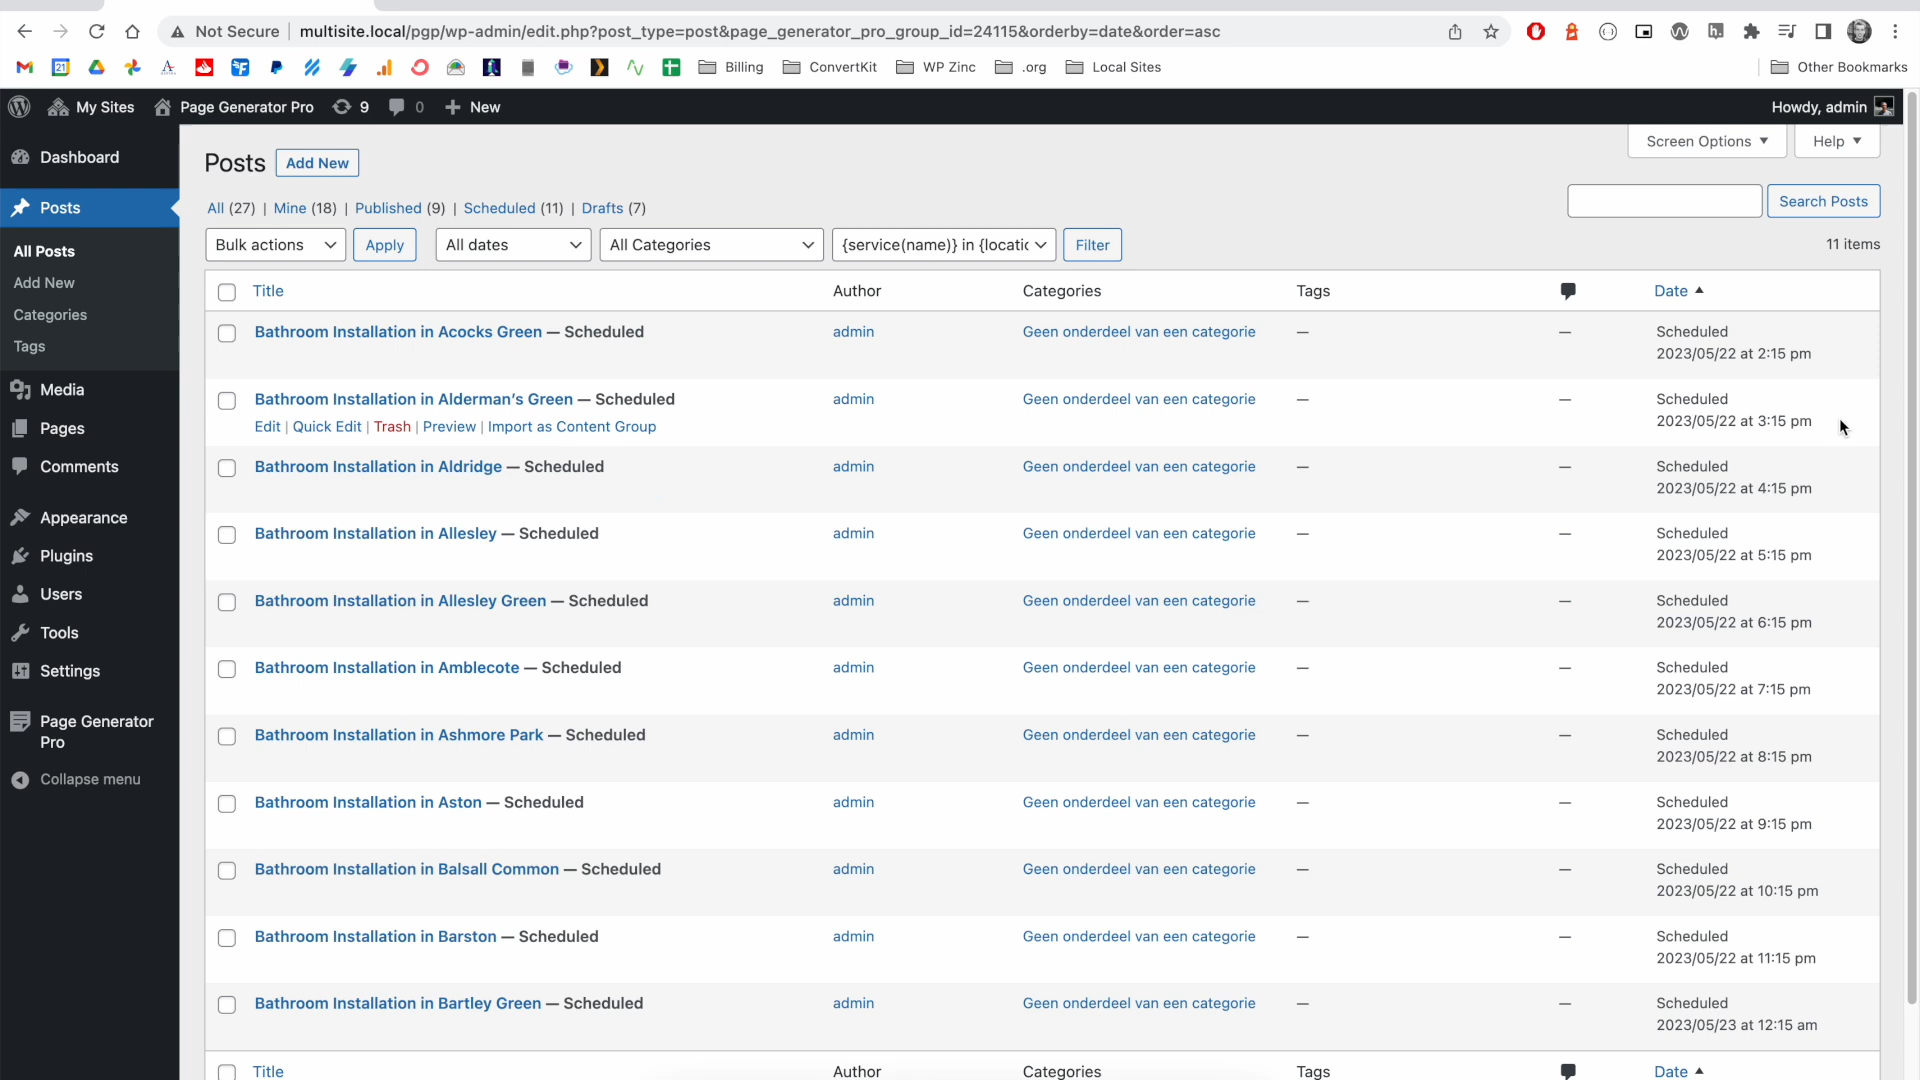 Not Secure multisite.local/pgp/wp-admin/edit.php?post_type=post&page_generator_pro_group_id=24115&orderby=date&order=asc
21 Billing ConvertKit WP Zinc .org Local Sites Other Bookmarks
My Sites Page Generator Pro 9 0 New Howdy, admin
Screen Options Help
Dashboard
Posts
All Posts
Add New
Categories
Tags
Media
Pages
Comments
Appearance
Plugins
Users
Tools
Settings
Page Generator
Pro
Collapse menu
Posts Add New
All (27) | Mine (18) | Published (9) | Scheduled (11) | Drafts (7)
Search Posts
Bulk actions Apply All dates All Categories {service(name)} in {locatic Filter 11 items
Title Author Categories Tags Date
Bathroom Installation in Acocks Green — Scheduled admin Geen onderdeel van een categorie — — Scheduled
2023/05/22 at 2:15 pm
Bathroom Installation in Alderman’s Green — Scheduled admin Geen onderdeel van een categorie — — Scheduled
Edit | Quick Edit | Trash | Preview | Import as Content Group 2023/05/22 at 3:15 pm
Bathroom Installation in Aldridge — Scheduled admin Geen onderdeel van een categorie — — Scheduled
2023/05/22 at 4:15 pm
Bathroom Installation in Allesley — Scheduled admin Geen onderdeel van een categorie — — Scheduled
2023/05/22 at 5:15 pm
Bathroom Installation in Allesley Green — Scheduled admin Geen onderdeel van een categorie — — Scheduled
2023/05/22 at 6:15 pm
Bathroom Installation in Amblecote — Scheduled admin Geen onderdeel van een categorie — — Scheduled
2023/05/22 at 7:15 pm
Bathroom Installation in Ashmore Park — Scheduled admin Geen onderdeel van een categorie — — Scheduled
2023/05/22 at 8:15 pm
Bathroom Installation in Aston — Scheduled admin Geen onderdeel van een categorie — — Scheduled
2023/05/22 at 9:15 pm
Bathroom Installation in Balsall Common — Scheduled admin Geen onderdeel van een categorie — — Scheduled
2023/05/22 at 10:15 pm
Bathroom Installation in Barston — Scheduled admin Geen onderdeel van een categorie — — Scheduled
2023/05/22 at 11:15 pm
Bathroom Installation in Bartley Green — Scheduled admin Geen onderdeel van een categorie — — Scheduled
2023/05/23 at 12:15 am
Title Author Categories Tags Date